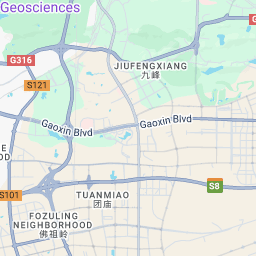 Geosciences
G316
JIUFENGXIANG
九峰
S121
Gaoxin Blvd
Gaoxin Blvd
S8
S101
TUANMIAO
团庙
FOZULING
NEIGHBORHOOD
佛祖岭